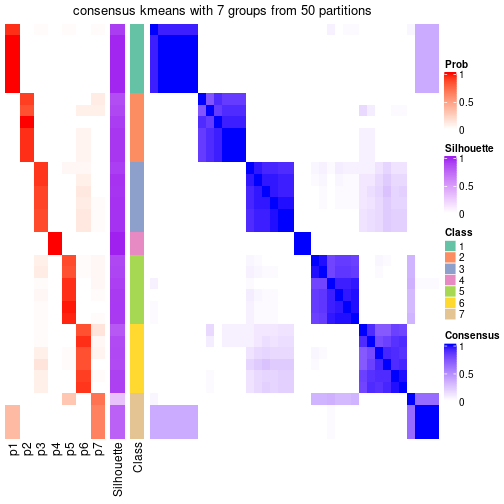 consensus kmeans with 7 groups from 50 partitions
Prob
1
0.5
0
Silhouette
1
0.5
0
Class
1
2
3
4
5
6
7
Consensus
1
0.5
0
p1
p2
p3
p4
p5
p6
p7
Silhouette
Class